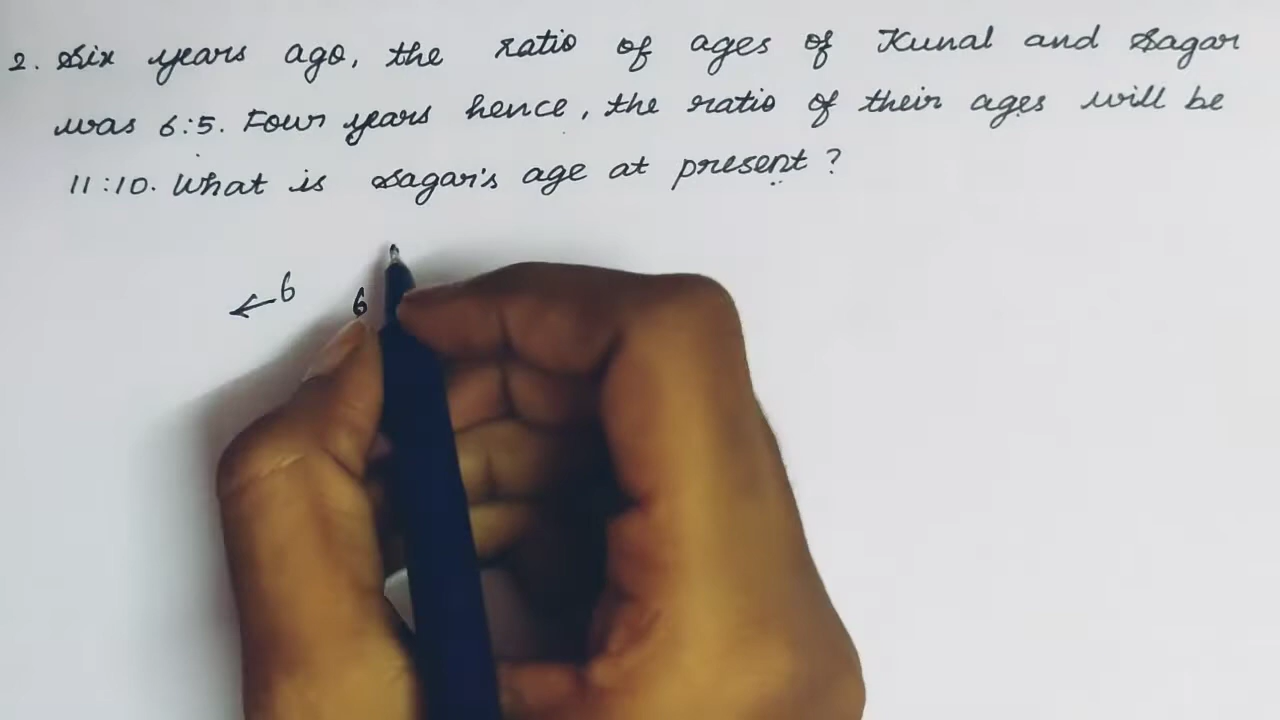 2. Six years ago, the ratio of ages of Kunal and Sagar
was 6:5. Four years hence, the ratio of their ages will be
11:10. What is Sagar's age at present?
←6 6